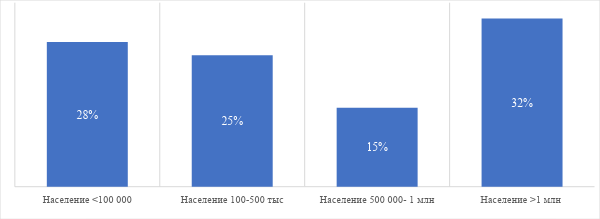 28%
25%
15%
32%
Население <100 000
Население 100-500 тыс
Население 500 000- 1 млн
Население >1 млн